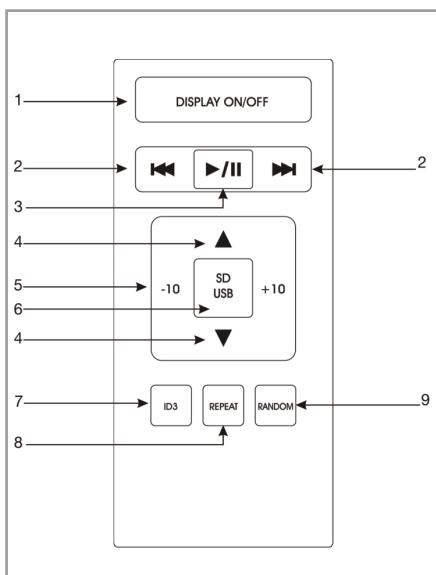 1 DISPLAY ON/OFF
2 2
3
4
5 -10 SD +10
6 USB
4
7 ID3 REPEAT RANDOM 9
8